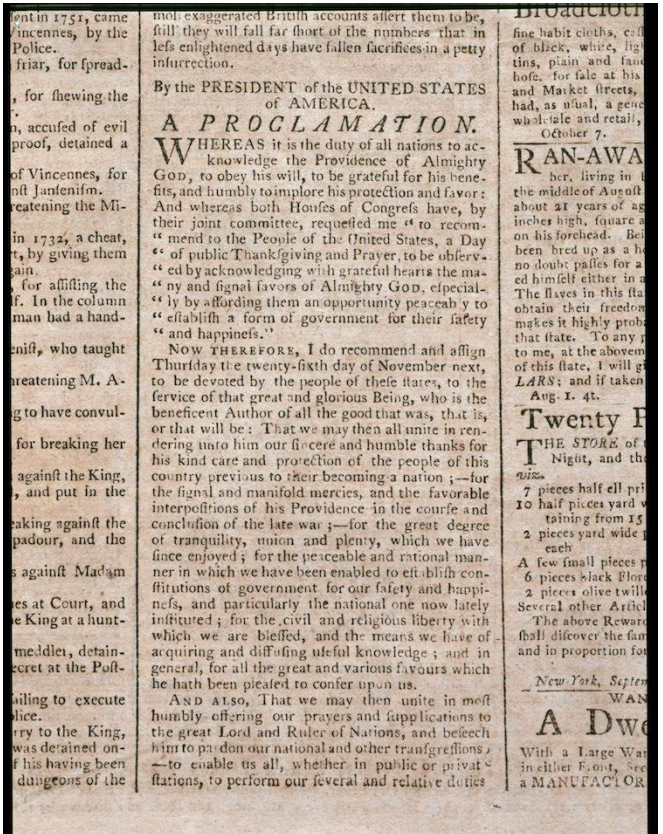 dent in 1751, came
Vincennes, by the
Police.
friar, for spread-
, for ſhewing the
, accuſed of evil
proof, detained a
of Vincennes, for
nſt Janſeniſm.
reatening the Mi-
in 1732, a cheat,
t, by giving them
gain.
, for aſſiſting the
lf. In the column
man had a hand-
eniſt, who taught
reatening M. A-
g to have convul-
for breaking her
againſt the King,
, and put in the
eaking againſt the
padour, and the
s againſt Madam
ues at Court, and
e King at a hunt-
meddler, detain-
ecret at the Poſt-
ailing to execute
lice.
rry to the King,
was detained on-
f his having been
dungeons of the
moſt exaggerated Britiſh accounts aſſert them to be,
ſtill they will fall far ſhort of the numbers that in
leſs enlightened days have fallen ſacrifices in a petty
inſurrection.
By the PRESIDENT of the UNITED STATES
of AMERICA.
A PROCLAMATION.
WHEREAS it is the duty of all nations to ac-
knowledge the Providence of Almighty
GOD, to obey his will, to be grateful for his bene-
fits, and humbly to implore his protection and favor:
And whereas both Houſes of Congreſs have, by
their joint committee, requeſted me “ to recom-
“ mend to the People of the United States, a Day
“ of public Thankſgiving and Prayer, to be obſerv-
“ ed by acknowledging with grateful hearts the ma-
“ ny and ſignal favors of Almighty GOD, eſpecial-
“ ly by affording them an opportunity peaceably to
“ eſtabliſh a form of government for their ſafety
“ and happineſs.”
NOW THEREFORE, I do recommend and aſſign
Thurſday the twenty-ſixth day of November next,
to be devoted by the people of theſe ſtates, to the
ſervice of that great and glorious Being, who is the
beneficent Author of all the good that was, that is,
or that will be: That we may then all unite in ren-
dering unto him our ſincere and humble thanks for
his kind care and protection of the people of this
country previous to their becoming a nation ;—for
the ſignal and manifold mercies, and the favorable
interpoſitions of his Providence in the courſe and
concluſion of the late war ;—for the great degree
of tranquility, union and plenty, which we have
ſince enjoyed ; for the peaceable and rational man-
ner in which we have been enabled to eſtabliſh con-
ſtitutions of government for our ſafety and happi-
neſs, and particularly the national one now lately
inſtituted ; for the civil and religious liberty with
which we are bleſſed, and the means we have of
acquiring and diffuſing uſeful knowledge ; and in
general, for all the great and various favours which
he hath been pleaſed to confer upon us.
AND ALSO, That we may then unite in moſt
humbly offering our prayers and ſupplications to
the great Lord and Ruler of Nations, and beſeech
him to pardon our national and other tranſgreſſions,
—to enable us all, whether in public or private
ſtations, to perform our ſeveral and relative duties
Broadcloth
fine habit cloths, caſ
of black, white, lig
tins, plain and fanc
hoſe. for ſale at his
and Market ſtreets,
had, as uſual, a gene
wholeſale and retail,
October 7.
RAN-AWA
her, living in
the middle of Auguſt
about 21 years of ag
inches high, ſquare a
on his forehead. Bei
been bred up as a ho
no doubt paſſes for a
ed himſelf either in a
The ſlaves in this ſta
obtain their freedom
makes it highly prob
that ſtate. To any p
to me, at the abovem
of this ſtate, I will gi
LARS; and if taken
Aug. 1. 4t.
Twenty P
THE STORE of
Night, and the
viz.
7 pieces half ell pri
10 half pieces yard w
taining from 15
2 pieces yard wide
each
A few ſmall pieces p
6 pieces black Flore
2 pieces olive twille
Several other Articl
The above Reward
ſhall diſcover the ſam
and in proportion for
New-York, Septem
WAN
A Dwe
With a Large War
in either Front, Sec
a MANUFACTOR